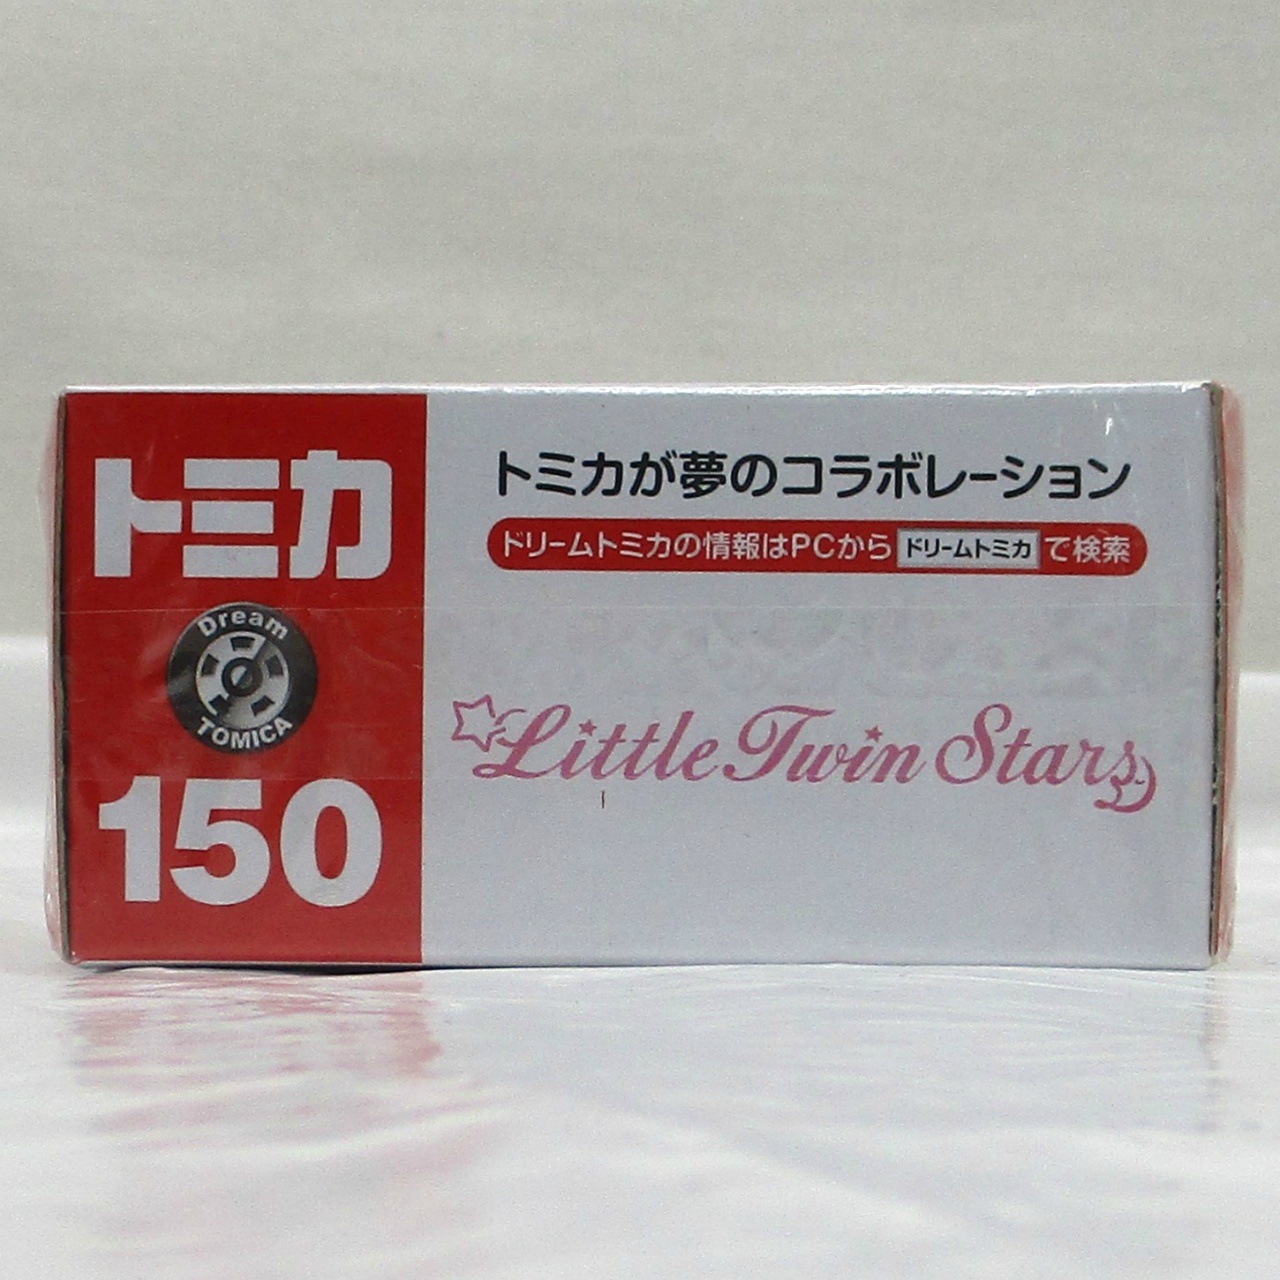 トミカ
Dream
TOMICA
150
トミカが夢のコラボレーション
ドリームトミカの情報はPCから ドリームトミカ で検索
Little Twin Stars